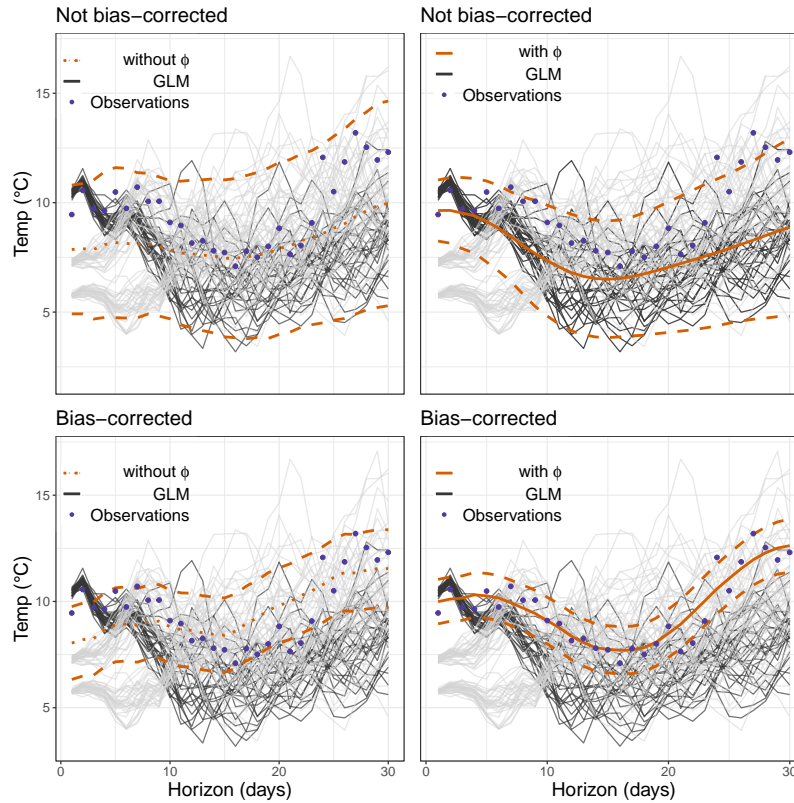 Not bias−corrected
Not bias−corrected
without ϕ
GLM
Observations
with ϕ
GLM
Observations
Temp (°C)
15
10
5
Bias−corrected
Bias−corrected
without ϕ
GLM
Observations
with ϕ
GLM
Observations
Temp (°C)
15
10
5
0
10
20
30
0
10
20
30
Horizon (days)
Horizon (days)